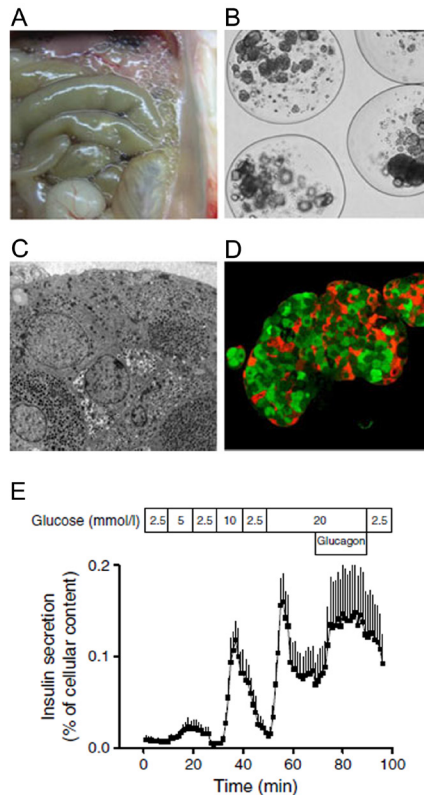 A
B
C
D
E
Glucose (mmol/l) 2.5 5 2.5 10 2.5 20 2.5
Glucagon
Insulin secretion
(% of cellular content)
0.2
0.1
0.0
0 20 40 60 80 100
Time (min)